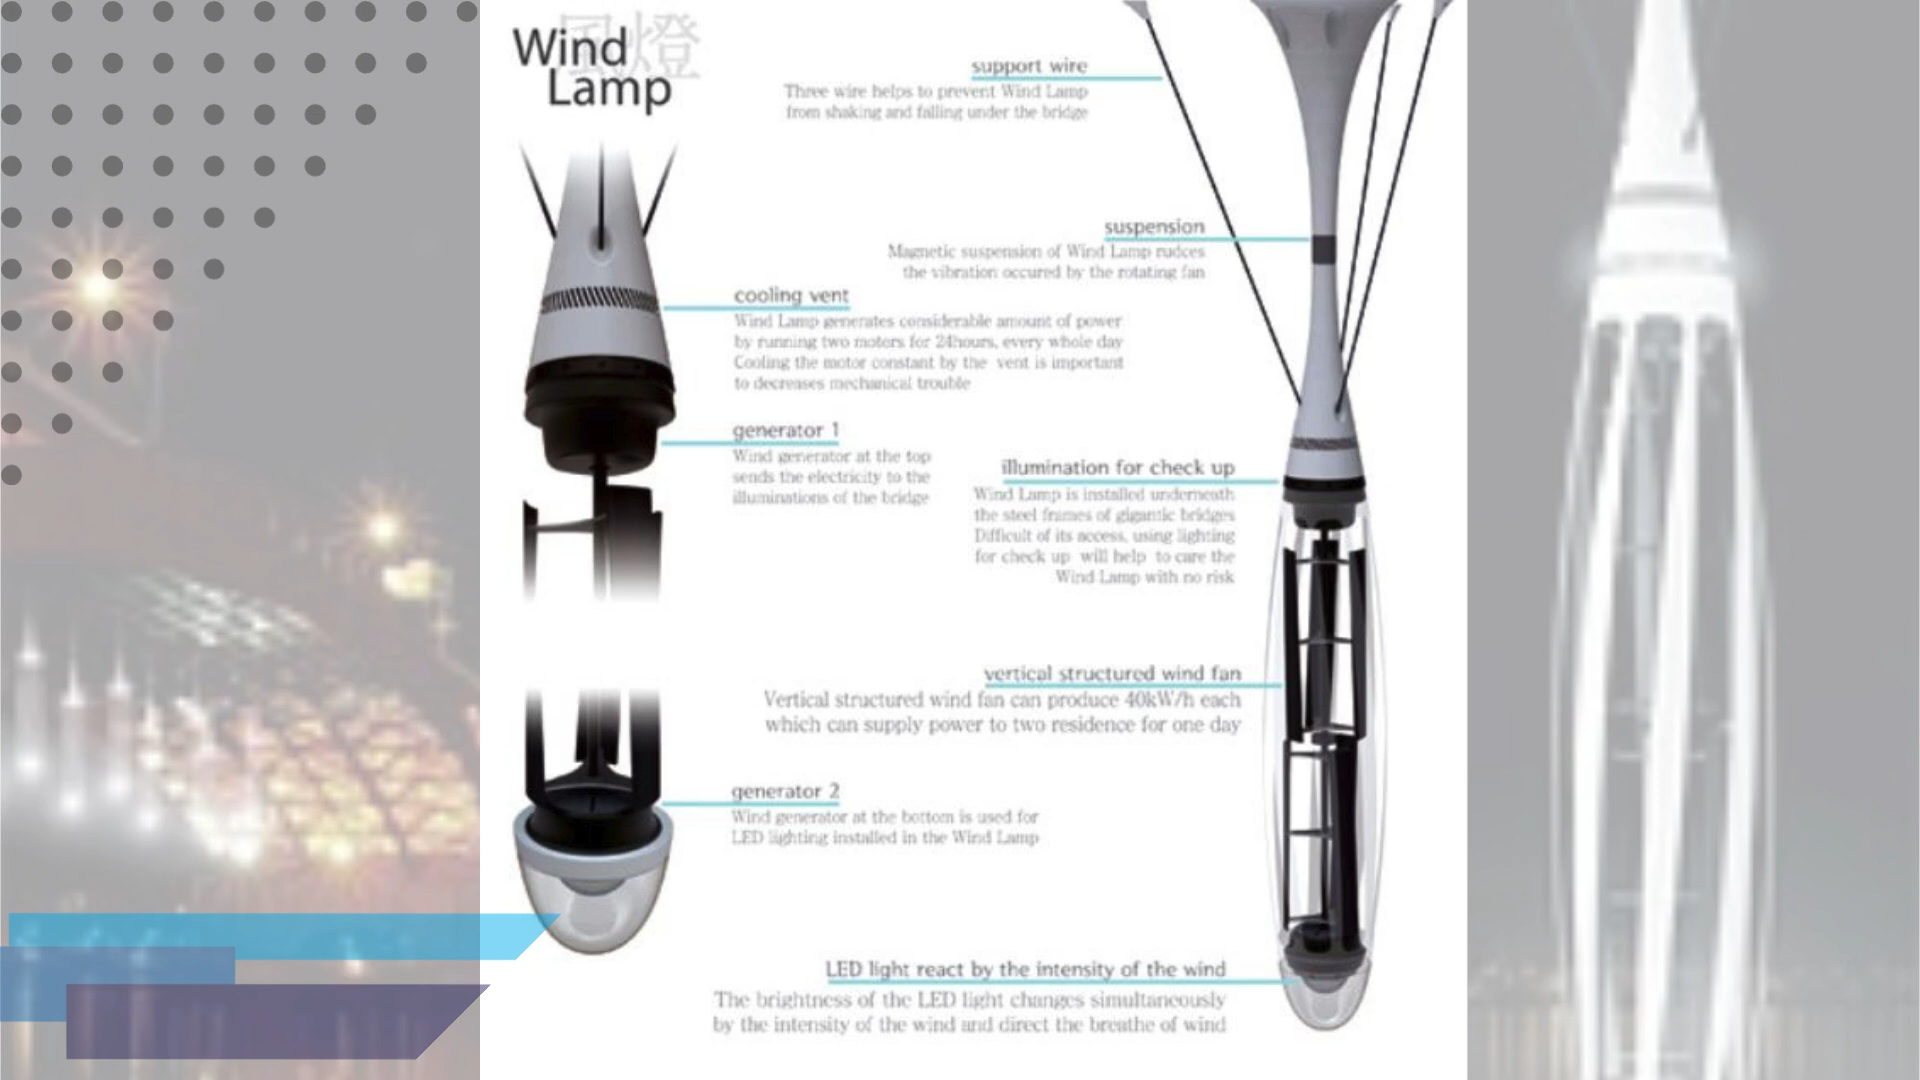 風燈
Wind
Lamp
support wire
Three wire helps to prevent Wind Lamp
from shaking and falling under the bridge
suspension
Magnetic suspension of Wind Lamp rudces
the vibration occured by the rotating fan
cooling vent
Wind Lamp generates considerable amount of power
by running two motors for 24hours, every whole day
Cooling the motor constant by the vent is important
to decreases mechanical trouble
generator 1
Wind generator at the top
sends the electricity to the
illuminations of the bridge
illumination for check up
Wind Lamp is installed underneath
the steel frames of gigantic bridges
Difficult of its access, using lighting
for check up will help to care the
Wind Lamp with no risk
vertical structured wind fan
Vertical structured wind fan can produce 40kW/h each
which can supply power to two residence for one day
generator 2
Wind generator at the bottom is used for
LED lighting installed in the Wind Lamp
LED light react by the intensity of the wind
The brightness of the LED light changes simultaneously
by the intensity of the wind and direct the breathe of wind